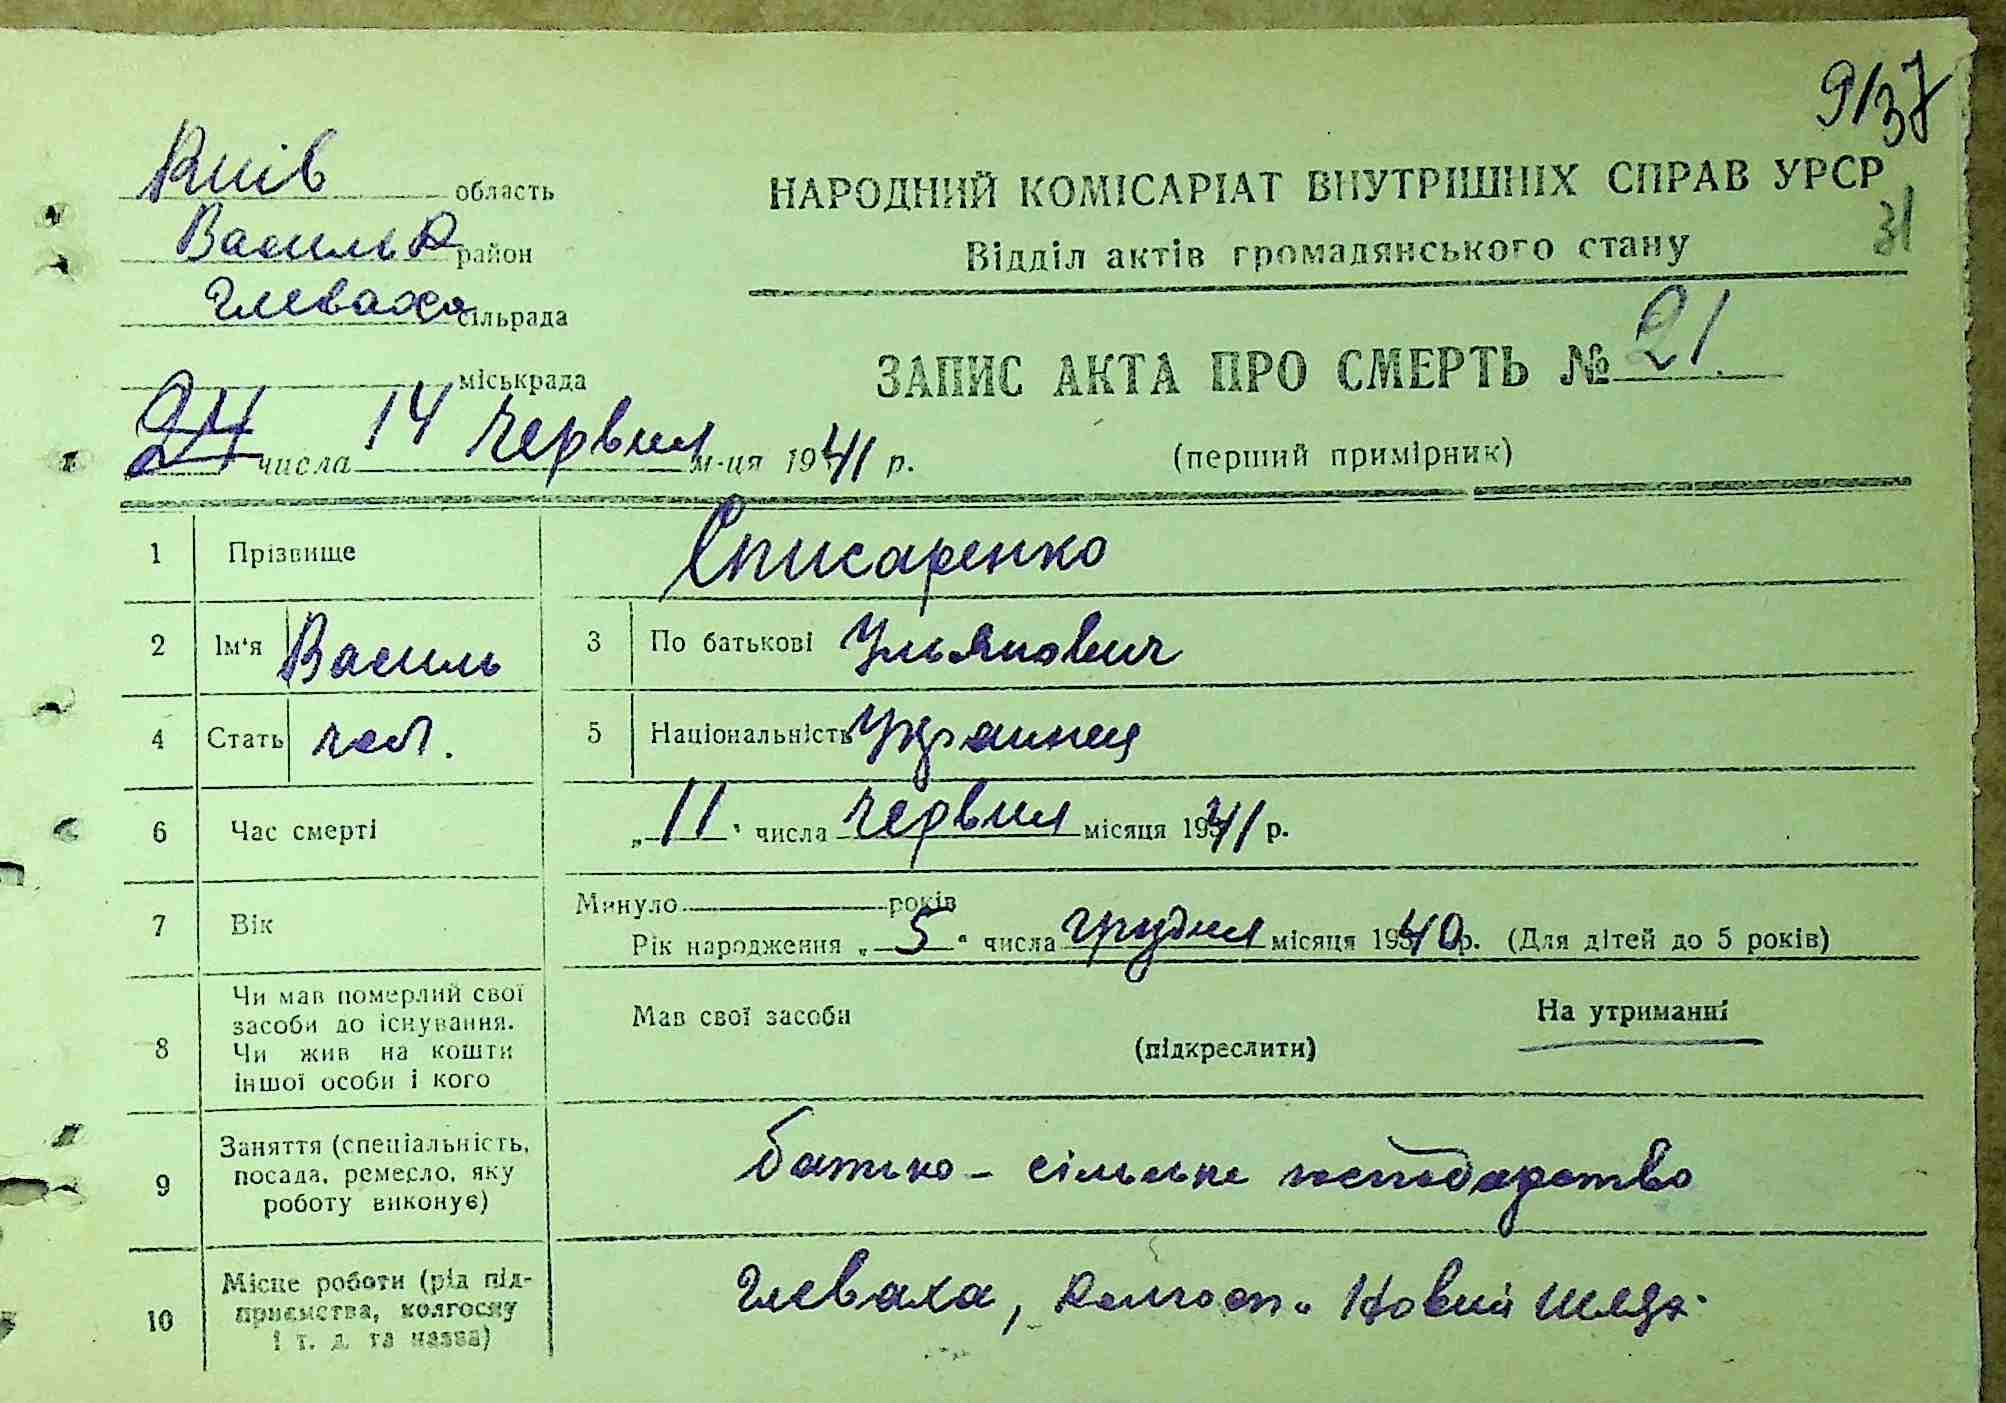 9/37
Київ область
НАРОДНИЙ КОМІСАРІАТ ВНУТРІШНІХ СПРАВ УРСР
31
Васильк район
Відділ актів громадянського стану
Глеваха сільрада
міськрада
ЗАПИС АКТА ПРО СМЕРТЬ № 21.
24 числа 14 червня м-ця 1941 р.
(перший примірник)
1 Прізвище Списаренко
2 Ім'я Василь 3 По батькові Ульянович
4 Стать чол. 5 Національність Украинец
6 Час смерті „11" числа червня місяця 1941 р.
7 Вік Минуло років
Рік народження „5" числа грудня місяця 1940 р. (Для дітей до 5 років)
8 Чи мав померлий свої засоби до існування. Чи жив на кошти іншої особи і кого
Мав свої засоби (підкреслити) На утриманні
9 Заняття (спеціальність, посада, ремесло, яку роботу виконує)
батько - сільське господарство
10 Місце роботи (рід підприємства, колгоспу і т. д. та назва)
Глеваха, колгосп „Новий шлях"